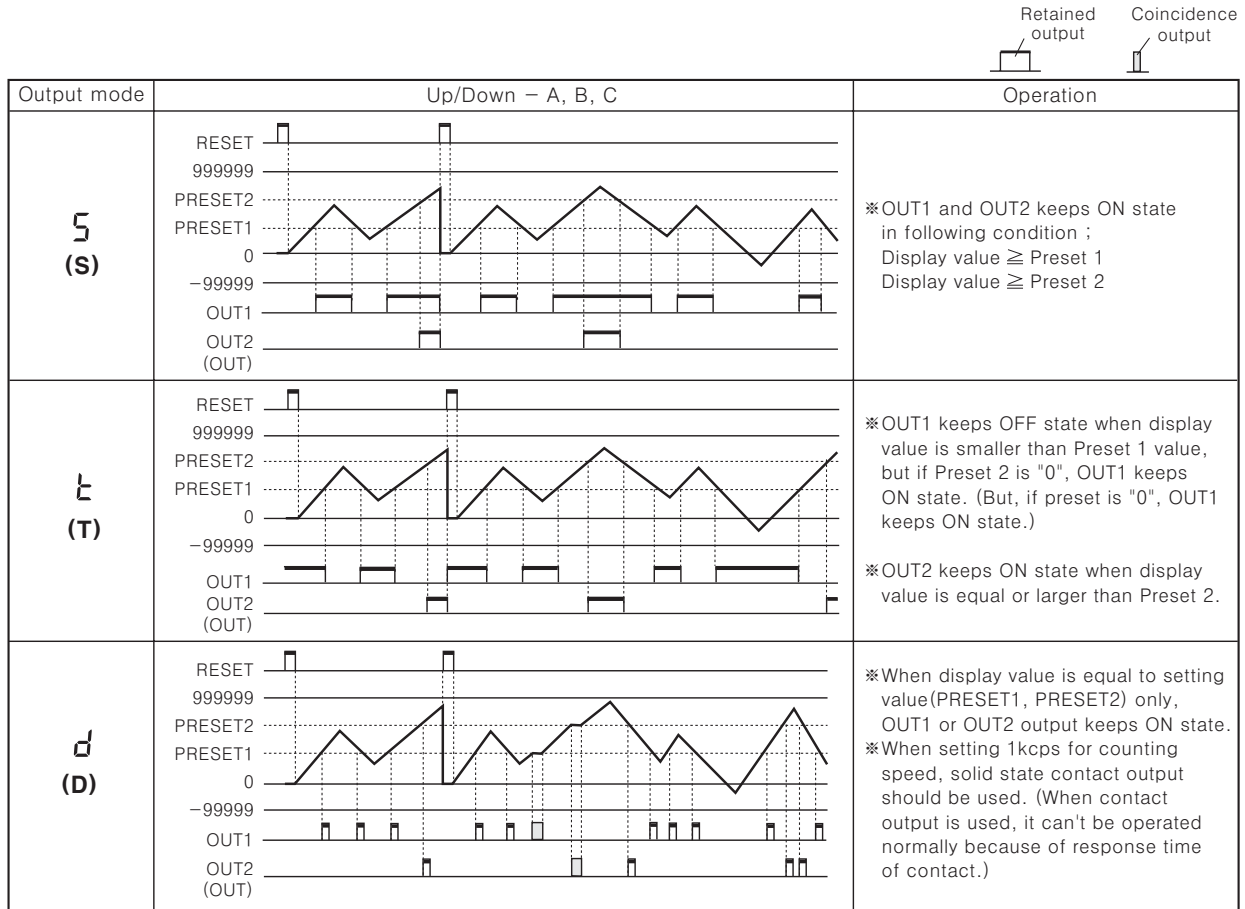 Retained output
Coincidence output
Output mode
Up/Down − A, B, C
Operation
S
(S)
RESET
999999
PRESET2
PRESET1
0
−99999
OUT1
OUT2
(OUT)
※OUT1 and OUT2 keeps ON state
in following condition ;
Display value ≧ Preset 1
Display value ≧ Preset 2
t
(T)
RESET
999999
PRESET2
PRESET1
0
−99999
OUT1
OUT2
(OUT)
※OUT1 keeps OFF state when display
value is smaller than Preset 1 value,
but if Preset 2 is "0", OUT1 keeps
ON state. (But, if preset is "0", OUT1
keeps ON state.)
※OUT2 keeps ON state when display
value is equal or larger than Preset 2.
d
(D)
RESET
999999
PRESET2
PRESET1
0
−99999
OUT1
OUT2
(OUT)
※When display value is equal to setting
value(PRESET1, PRESET2) only,
OUT1 or OUT2 output keeps ON state.
※When setting 1kcps for counting
speed, solid state contact output
should be used. (When contact
output is used, it can't be operated
normally because of response time
of contact.)